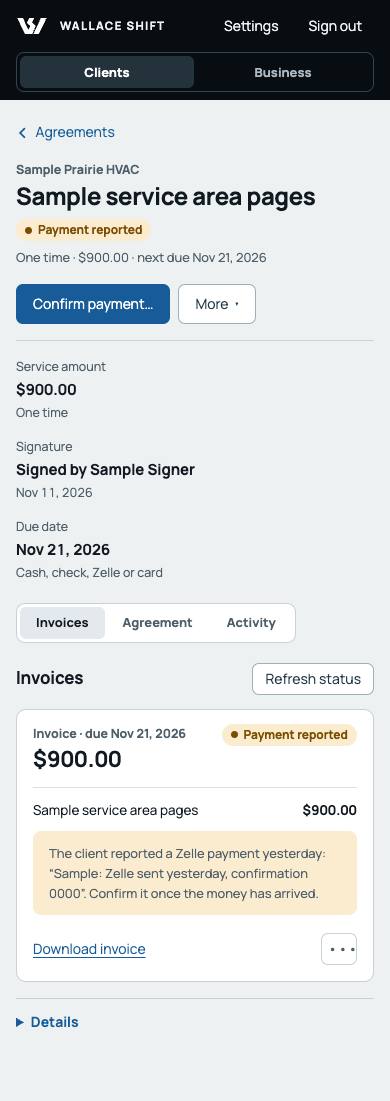 WALLACE SHIFT
Settings
Sign out
Clients
Business
Agreements
Sample Prairie HVAC
Sample service area pages
Payment reported
One time · $900.00 · next due Nov 21, 2026
Confirm payment…
More
Service amount
$900.00
One time
Signature
Signed by Sample Signer
Nov 11, 2026
Due date
Nov 21, 2026
Cash, check, Zelle or card
Invoices
Agreement
Activity
Invoices
Refresh status
Invoice · due Nov 21, 2026
Payment reported
$900.00
Sample service area pages
$900.00
The client reported a Zelle payment yesterday:
“Sample: Zelle sent yesterday, confirmation
0000”. Confirm it once the money has arrived.
Download invoice
Details